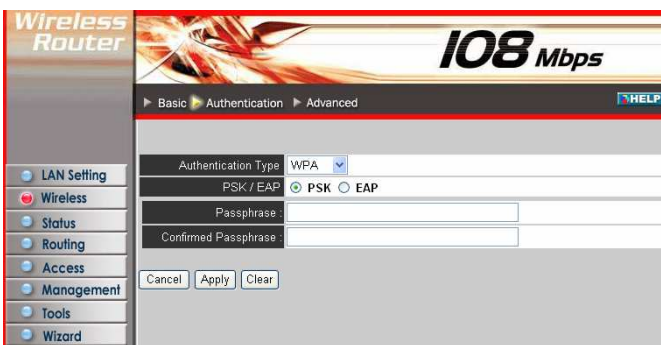 Wireless
Router
108 Mbps
Basic Authentication Advanced
HELP
LAN Setting
Wireless
Status
Routing
Access
Management
Tools
Wizard
Authentication Type WPA
PSK / EAP PSK EAP
Passphrase :
Confirmed Passphrase :
Cancel Apply Clear